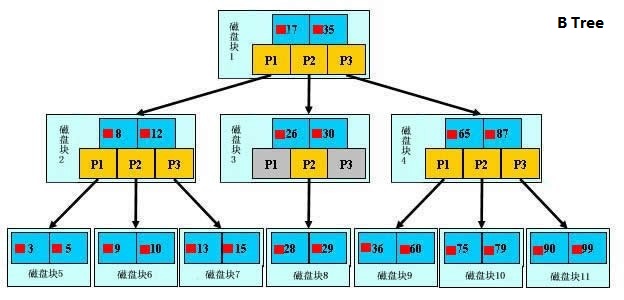 B Tree
磁盘块1
17 35
P1 P2 P3
磁盘块2
8 12
P1 P2 P3
磁盘块3
26 30
P1 P2 P3
磁盘块4
65 87
P1 P2 P3
3 5
磁盘块5
9 10
磁盘块6
13 15
磁盘块7
28 29
磁盘块8
36 60
磁盘块9
75 79
磁盘块10
90 99
磁盘块11